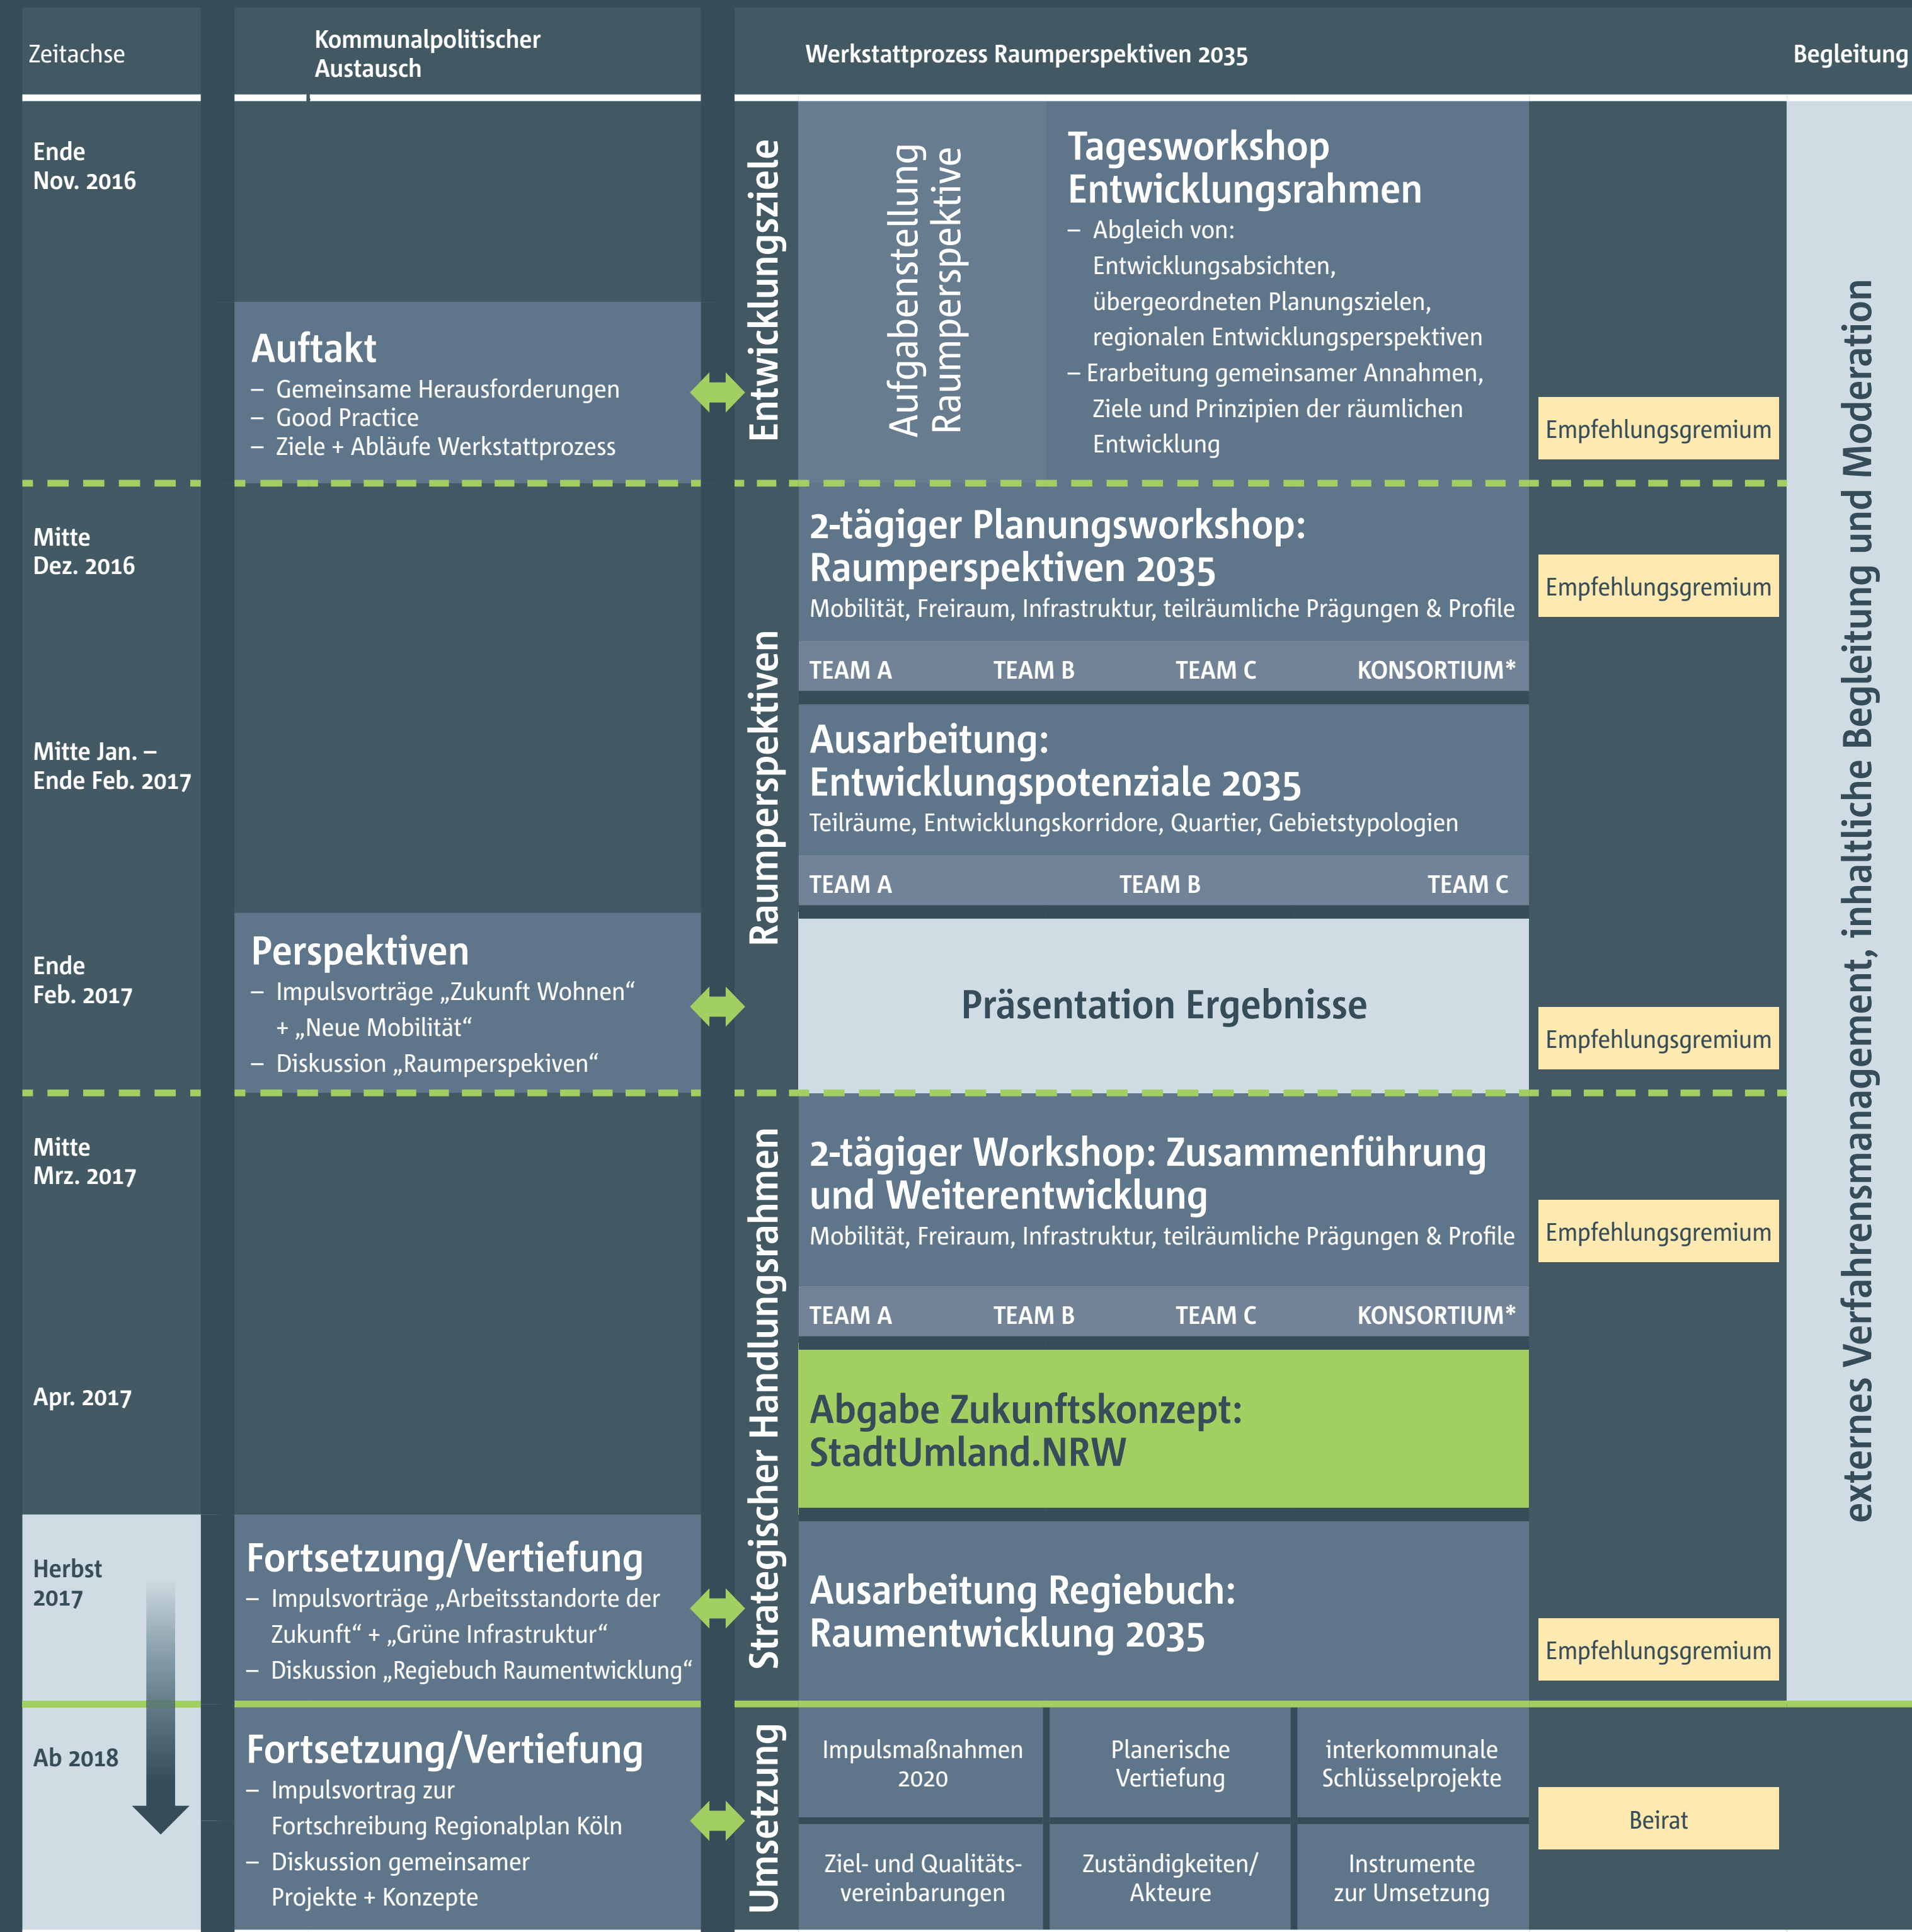 Zeitachse
Kommunalpolitischer
Austausch
Werkstattprozess Raumperspektiven 2035
Begleitung
Ende
Nov. 2016
Auftakt
– Gemeinsame Herausforderungen
– Good Practice
– Ziele + Abläufe Werkstattprozess
Entwicklungsziele
Aufgabenstellung
Raumperspektive
Tagesworkshop
Entwicklungsrahmen
– Abgleich von:
Entwicklungsabsichten,
übergeordneten Planungszielen,
regionalen Entwicklungsperspektiven
– Erarbeitung gemeinsamer Annahmen,
Ziele und Prinzipien der räumlichen
Entwicklung
Empfehlungsgremium
externes Verfahrensmanagement, inhaltliche Begleitung und Moderation
Mitte
Dez. 2016
Raumperspektiven
2-tägiger Planungsworkshop:
Raumperspektiven 2035
Mobilität, Freiraum, Infrastruktur, teilräumliche Prägungen & Profile
TEAM A TEAM B TEAM C KONSORTIUM*
Empfehlungsgremium
Mitte Jan. –
Ende Feb. 2017
Ausarbeitung:
Entwicklungspotenziale 2035
Teilräume, Entwicklungskorridore, Quartier, Gebietstypologien
TEAM A TEAM B TEAM C
Ende
Feb. 2017
Perspektiven
– Impulsvorträge „Zukunft Wohnen“
+ „Neue Mobilität“
– Diskussion „Raumperspekiven“
Präsentation Ergebnisse
Empfehlungsgremium
Mitte
Mrz. 2017
Strategischer Handlungsrahmen
2-tägiger Workshop: Zusammenführung
und Weiterentwicklung
Mobilität, Freiraum, Infrastruktur, teilräumliche Prägungen & Profile
TEAM A TEAM B TEAM C KONSORTIUM*
Empfehlungsgremium
Apr. 2017
Abgabe Zukunftskonzept:
StadtUmland.NRW
Herbst
2017
Fortsetzung/Vertiefung
– Impulsvorträge „Arbeitsstandorte der
Zukunft“ + „Grüne Infrastruktur“
– Diskussion „Regiebuch Raumentwicklung“
Ausarbeitung Regiebuch:
Raumentwicklung 2035
Empfehlungsgremium
Ab 2018
Fortsetzung/Vertiefung
– Impulsvortrag zur
Fortschreibung Regionalplan Köln
– Diskussion gemeinsamer
Projekte + Konzepte
Umsetzung
Impulsmaßnahmen
2020
Planerische
Vertiefung
interkommunale
Schlüsselprojekte
Ziel- und Qualitäts-
vereinbarungen
Zuständigkeiten/
Akteure
Instrumente
zur Umsetzung
Beirat